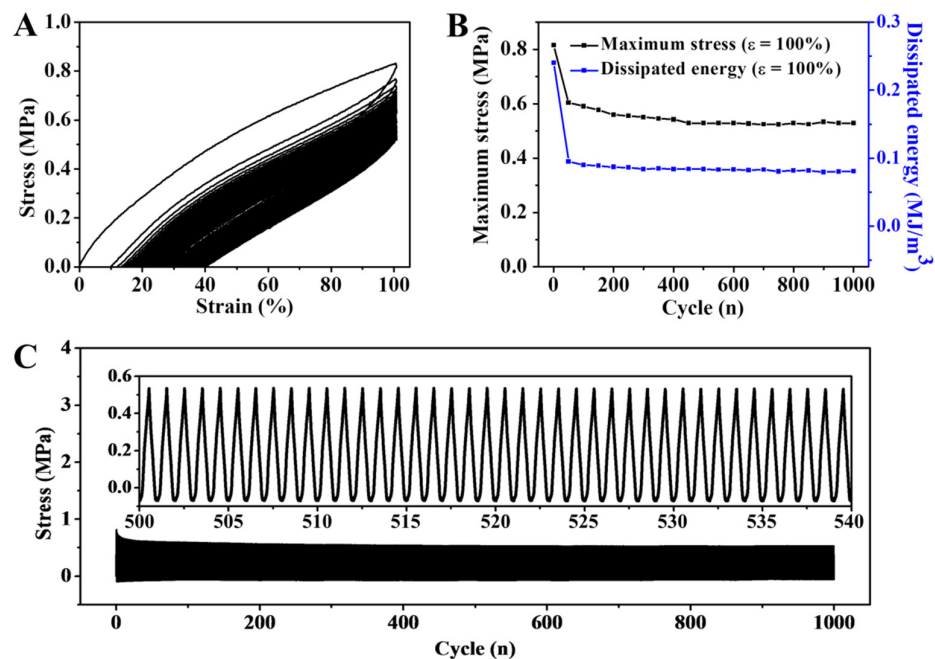 A
Stress (MPa)
1.0
0.8
0.6
0.4
0.2
0.0
0 20 40 60 80 100
Strain (%)
B
Maximum stress (MPa)
0.8
0.6
0.4
0.2
0.0
Maximum stress (ε = 100%)
Dissipated energy (ε = 100%)
0 200 400 600 800 1000
Cycle (n)
0.3
0.2
0.1
0.0
Dissipated energy (MJ/m³)
C
Stress (MPa)
4
3
2
1
0
0.6
0.4
0.2
0.0
500 505 510 515 520 525 530 535 540
0 200 400 600 800 1000
Cycle (n)